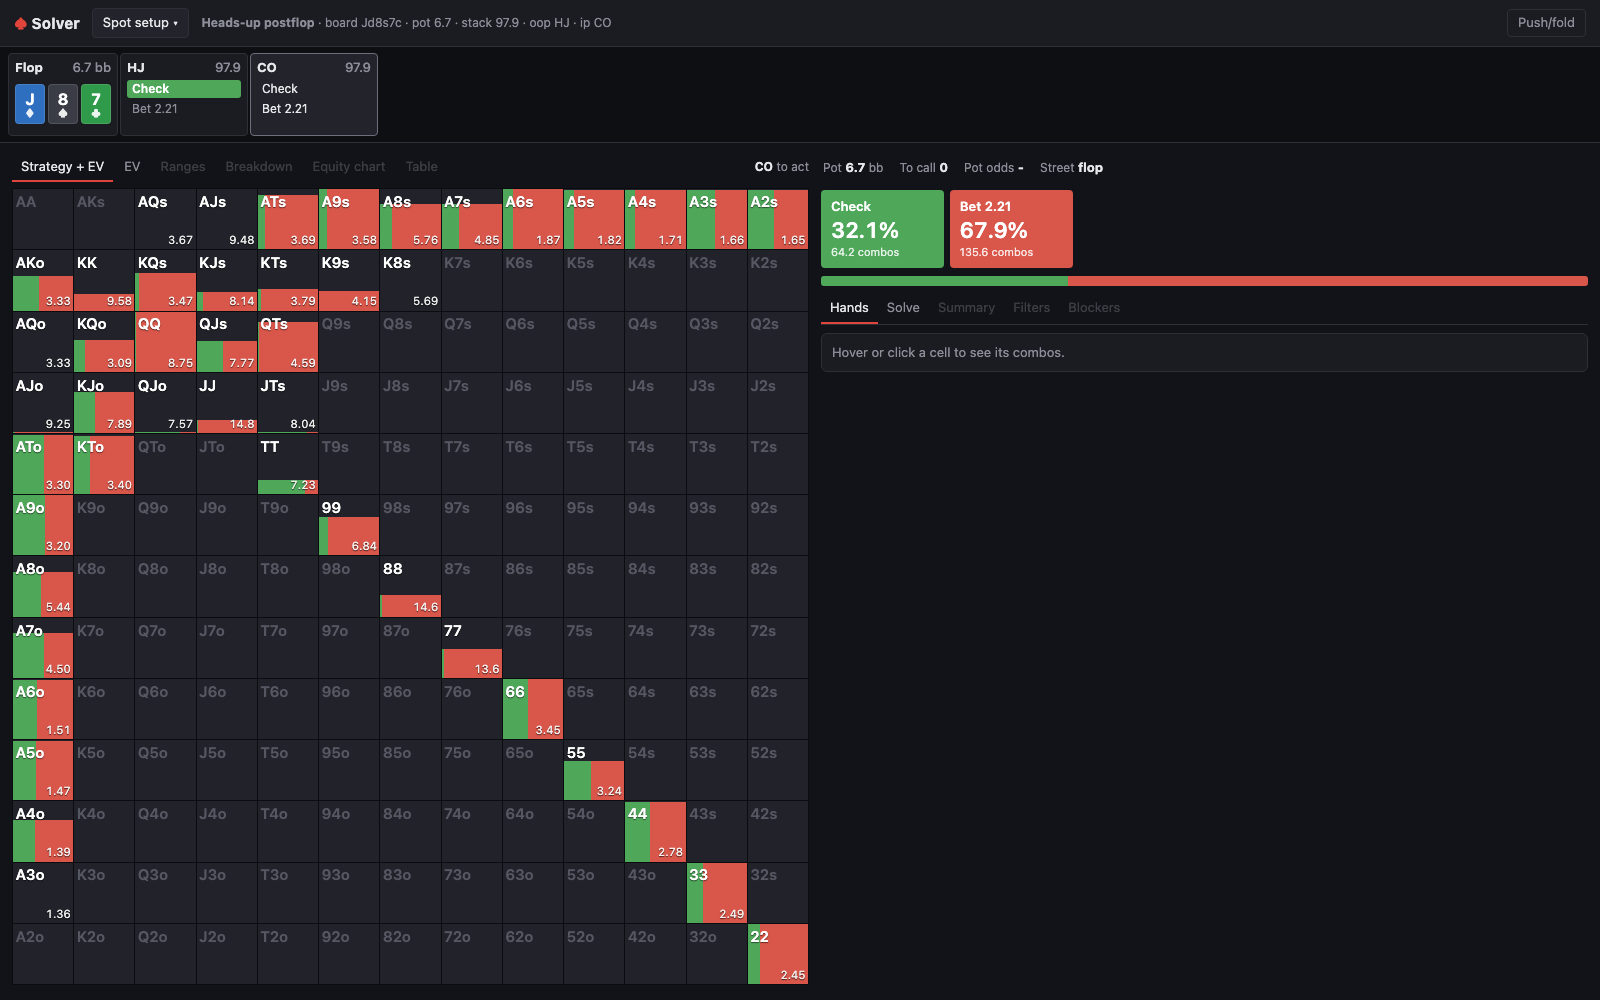 Solver
Spot setup ▾
Heads-up postflop · board Jd8s7c · pot 6.7 · stack 97.9 · oop HJ · ip CO
Push/fold
Flop 6.7 bb
J♦ 8♠ 7♣
HJ 97.9
Check
Bet 2.21
CO 97.9
Check
Bet 2.21
Strategy + EV EV Ranges Breakdown Equity chart Table
CO to act
Pot 6.7 bb To call 0 Pot odds - Street flop
Check
32.1%
64.2 combos
Bet 2.21
67.9%
135.6 combos
Hands Solve Summary Filters Blockers
Hover or click a cell to see its combos.
AA AKs AQs AJs ATs A9s A8s A7s A6s A5s A4s A3s A2s
3.67 9.48 3.69 3.58 5.76 4.85 1.87 1.82 1.71 1.66 1.65
AKo KK KQs KJs KTs K9s K8s K7s K6s K5s K4s K3s K2s
3.33 9.58 3.47 8.14 3.79 4.15 5.69
AQo KQo QQ QJs QTs Q9s Q8s Q7s Q6s Q5s Q4s Q3s Q2s
3.33 3.09 8.75 7.77 4.59
AJo KJo QJo JJ JTs J9s J8s J7s J6s J5s J4s J3s J2s
9.25 7.89 7.57 14.8 8.04
ATo KTo QTo JTo TT T9s T8s T7s T6s T5s T4s T3s T2s
3.30 3.40 7.23
A9o K9o Q9o J9o T9o 99 98s 97s 96s 95s 94s 93s 92s
3.20 6.84
A8o K8o Q8o J8o T8o 98o 88 87s 86s 85s 84s 83s 82s
5.44 14.6
A7o K7o Q7o J7o T7o 97o 87o 77 76s 75s 74s 73s 72s
4.50 13.6
A6o K6o Q6o J6o T6o 96o 86o 76o 66 65s 64s 63s 62s
1.51 3.45
A5o K5o Q5o J5o T5o 95o 85o 75o 65o 55 54s 53s 52s
1.47 3.24
A4o K4o Q4o J4o T4o 94o 84o 74o 64o 54o 44 43s 42s
1.39 2.78
A3o K3o Q3o J3o T3o 93o 83o 73o 63o 53o 43o 33 32s
1.36 2.49
A2o K2o Q2o J2o T2o 92o 82o 72o 62o 52o 42o 32o 22
2.45